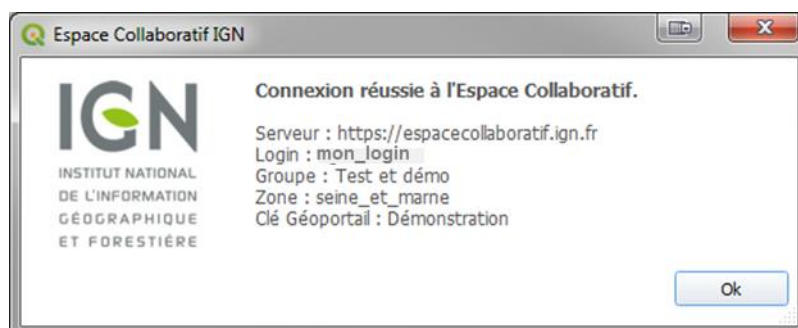 Espace Collaboratif IGN
IGN
INSTITUT NATIONAL
DE L'INFORMATION
GÉOGRAPHIQUE
ET FORESTIÈRE
Connexion réussie à l'Espace Collaboratif.
Serveur : https://espacecollaboratif.ign.fr
Login : mon_login
Groupe : Test et démo
Zone : seine_et_marne
Clé Géoportail : Démonstration
Ok